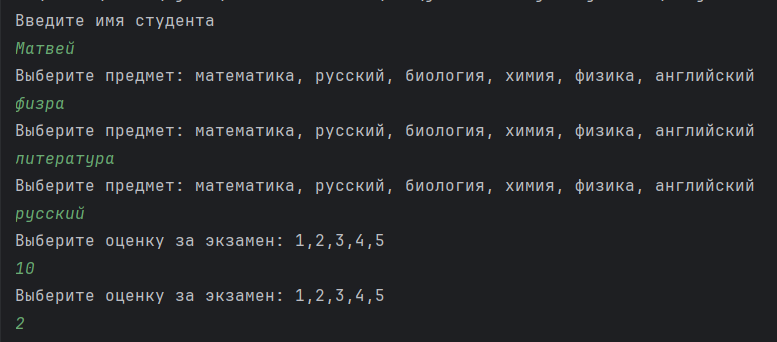 Введите имя студента
Матвей
Выберите предмет: математика, русский, биология, химия, физика, английский
физра
Выберите предмет: математика, русский, биология, химия, физика, английский
литература
Выберите предмет: математика, русский, биология, химия, физика, английский
русский
Выберите оценку за экзамен: 1,2,3,4,5
10
Выберите оценку за экзамен: 1,2,3,4,5
2